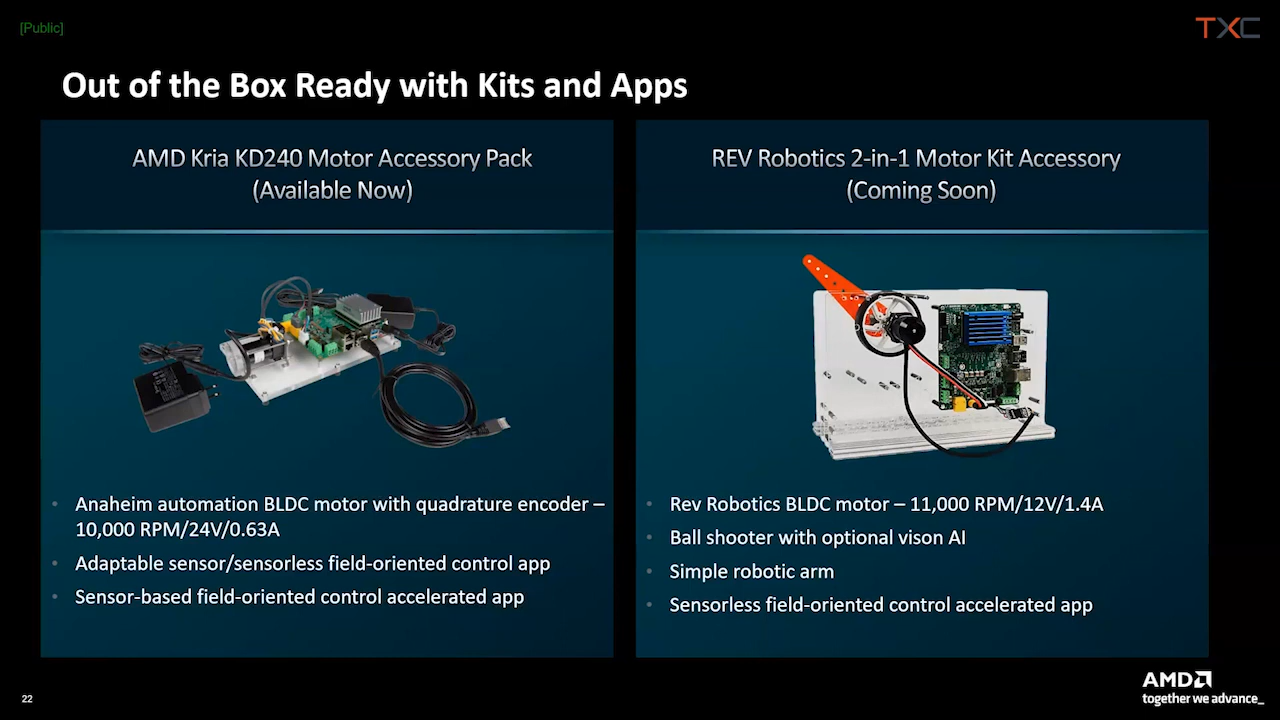 [Public]
TXC
Out of the Box Ready with Kits and Apps
AMD Kria KD240 Motor Accessory Pack
(Available Now)
Anaheim automation BLDC motor with quadrature encoder –
10,000 RPM/24V/0.63A
Adaptable sensor/sensorless field-oriented control app
Sensor-based field-oriented control accelerated app
REV Robotics 2-in-1 Motor Kit Accessory
(Coming Soon)
Rev Robotics BLDC motor – 11,000 RPM/12V/1.4A
Ball shooter with optional vison AI
Simple robotic arm
Sensorless field-oriented control accelerated app
22
AMD
together we advance_